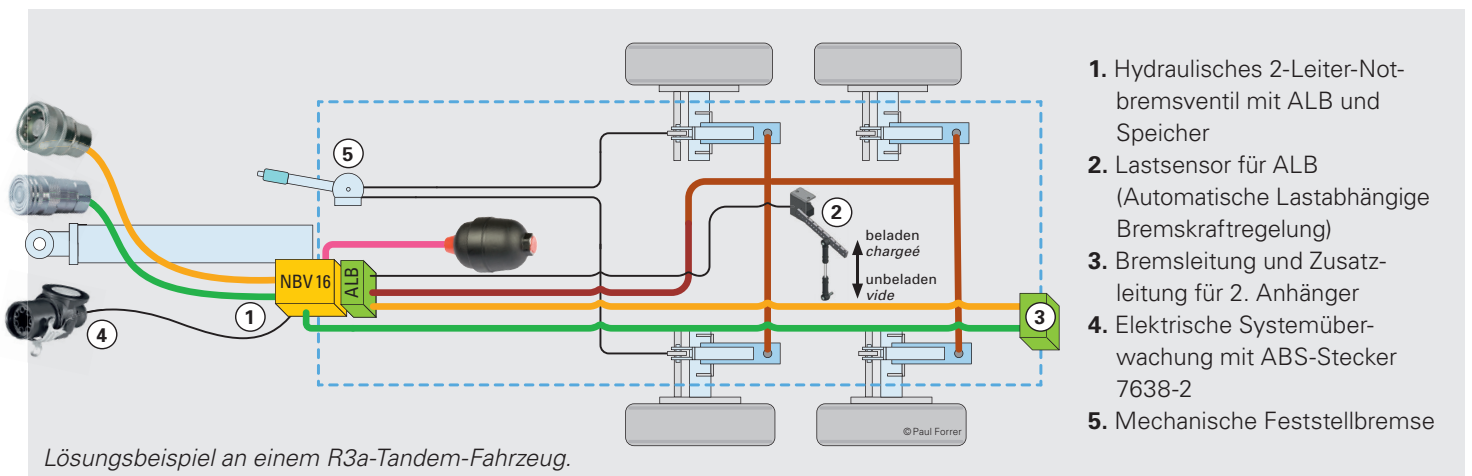 5
NBV 16
ALB
1
4
2
beladen
chargeé
unbeladen
vide
3
© Paul Forrer
Lösungsbeispiel an einem R3a-Tandem-Fahrzeug.
1. Hydraulisches 2-Leiter-Not-
bremsventil mit ALB und
Speicher
2. Lastsensor für ALB
(Automatische Lastabhängige
Bremskraftregelung)
3. Bremsleitung und Zusatz-
leitung für 2. Anhänger
4. Elektrische Systemüber-
wachung mit ABS-Stecker
7638-2
5. Mechanische Feststellbremse